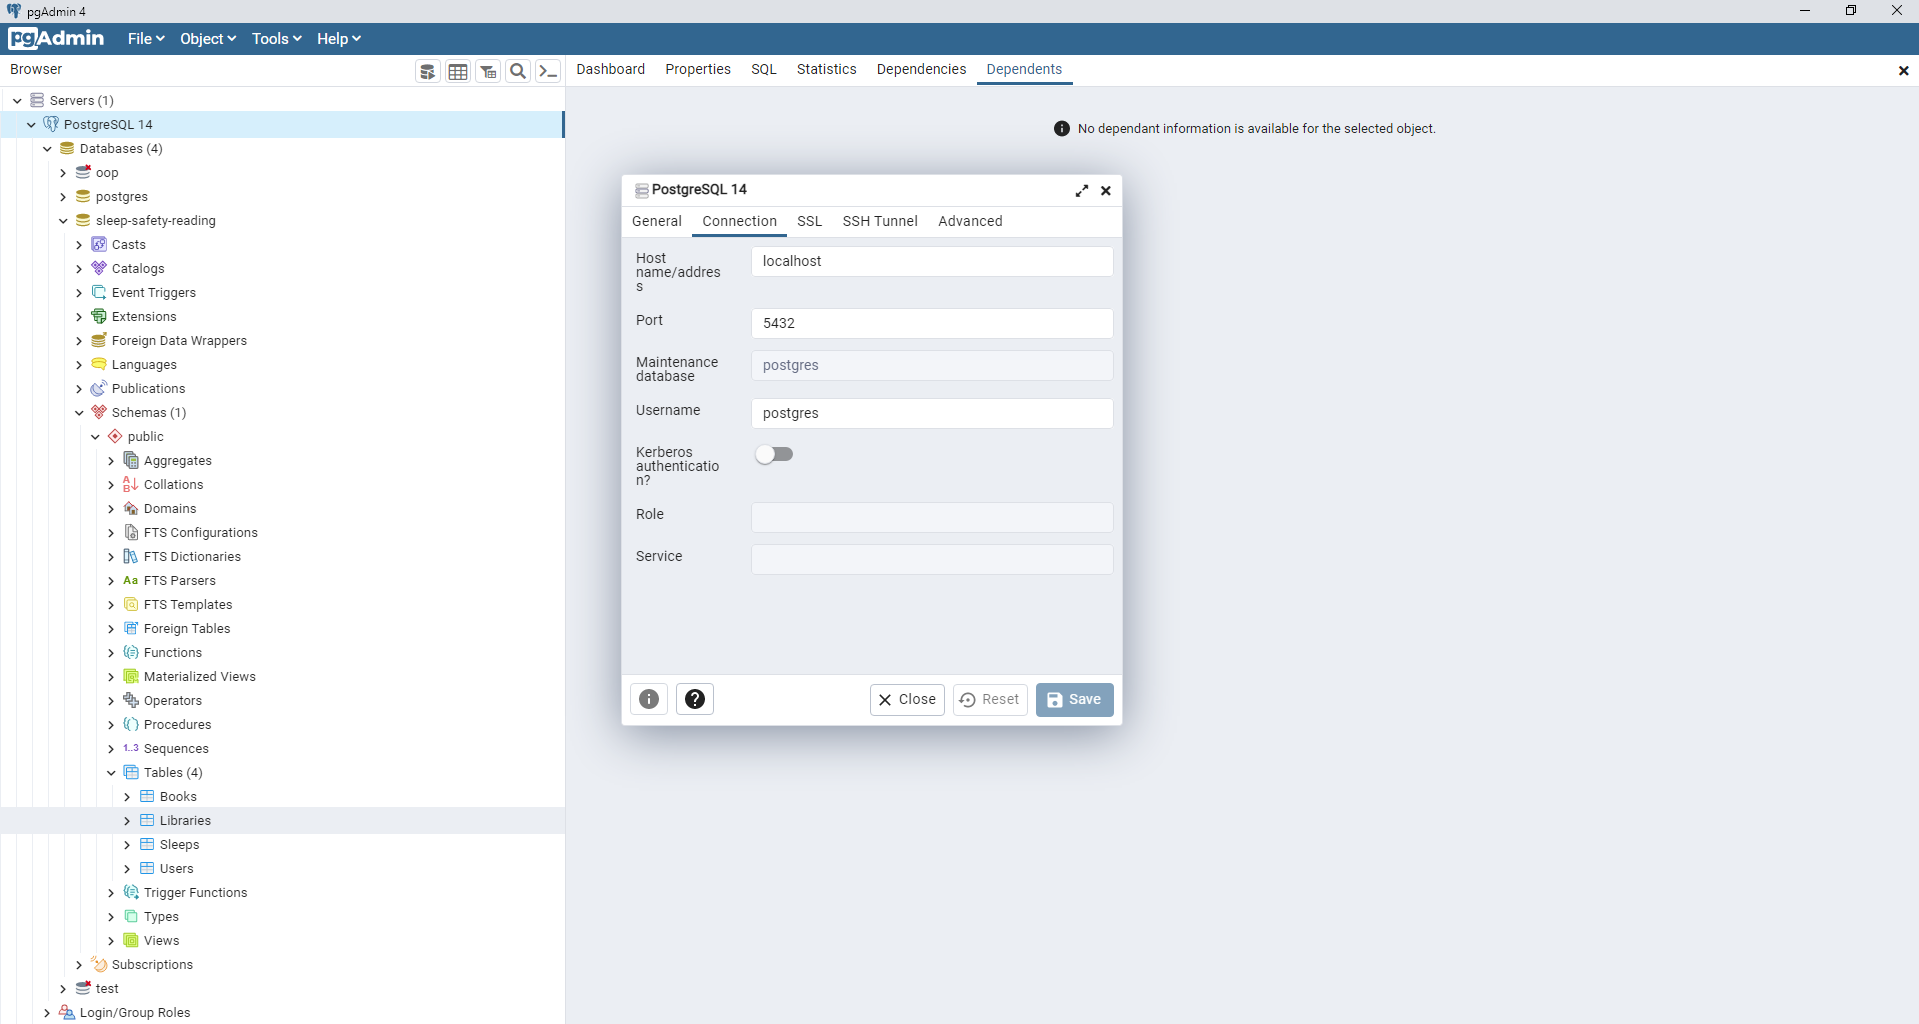 pgAdmin 4
pgAdmin File Object Tools Help
Browser
Dashboard Properties SQL Statistics Dependencies Dependents
Servers (1)
PostgreSQL 14
Databases (4)
oop
postgres
sleep-safety-reading
Casts
Catalogs
Event Triggers
Extensions
Foreign Data Wrappers
Languages
Publications
Schemas (1)
public
Aggregates
Collations
Domains
FTS Configurations
FTS Dictionaries
Aa FTS Parsers
FTS Templates
Foreign Tables
Functions
Materialized Views
Operators
Procedures
1..3 Sequences
Tables (4)
Books
Libraries
Sleeps
Users
Trigger Functions
Types
Views
Subscriptions
test
Login/Group Roles
No dependant information is available for the selected object.
PostgreSQL 14
General Connection SSL SSH Tunnel Advanced
Host
name/addres
s
localhost
Port
5432
Maintenance
database
postgres
Username
postgres
Kerberos
authenticatio
n?
Role
Service
Close Reset Save